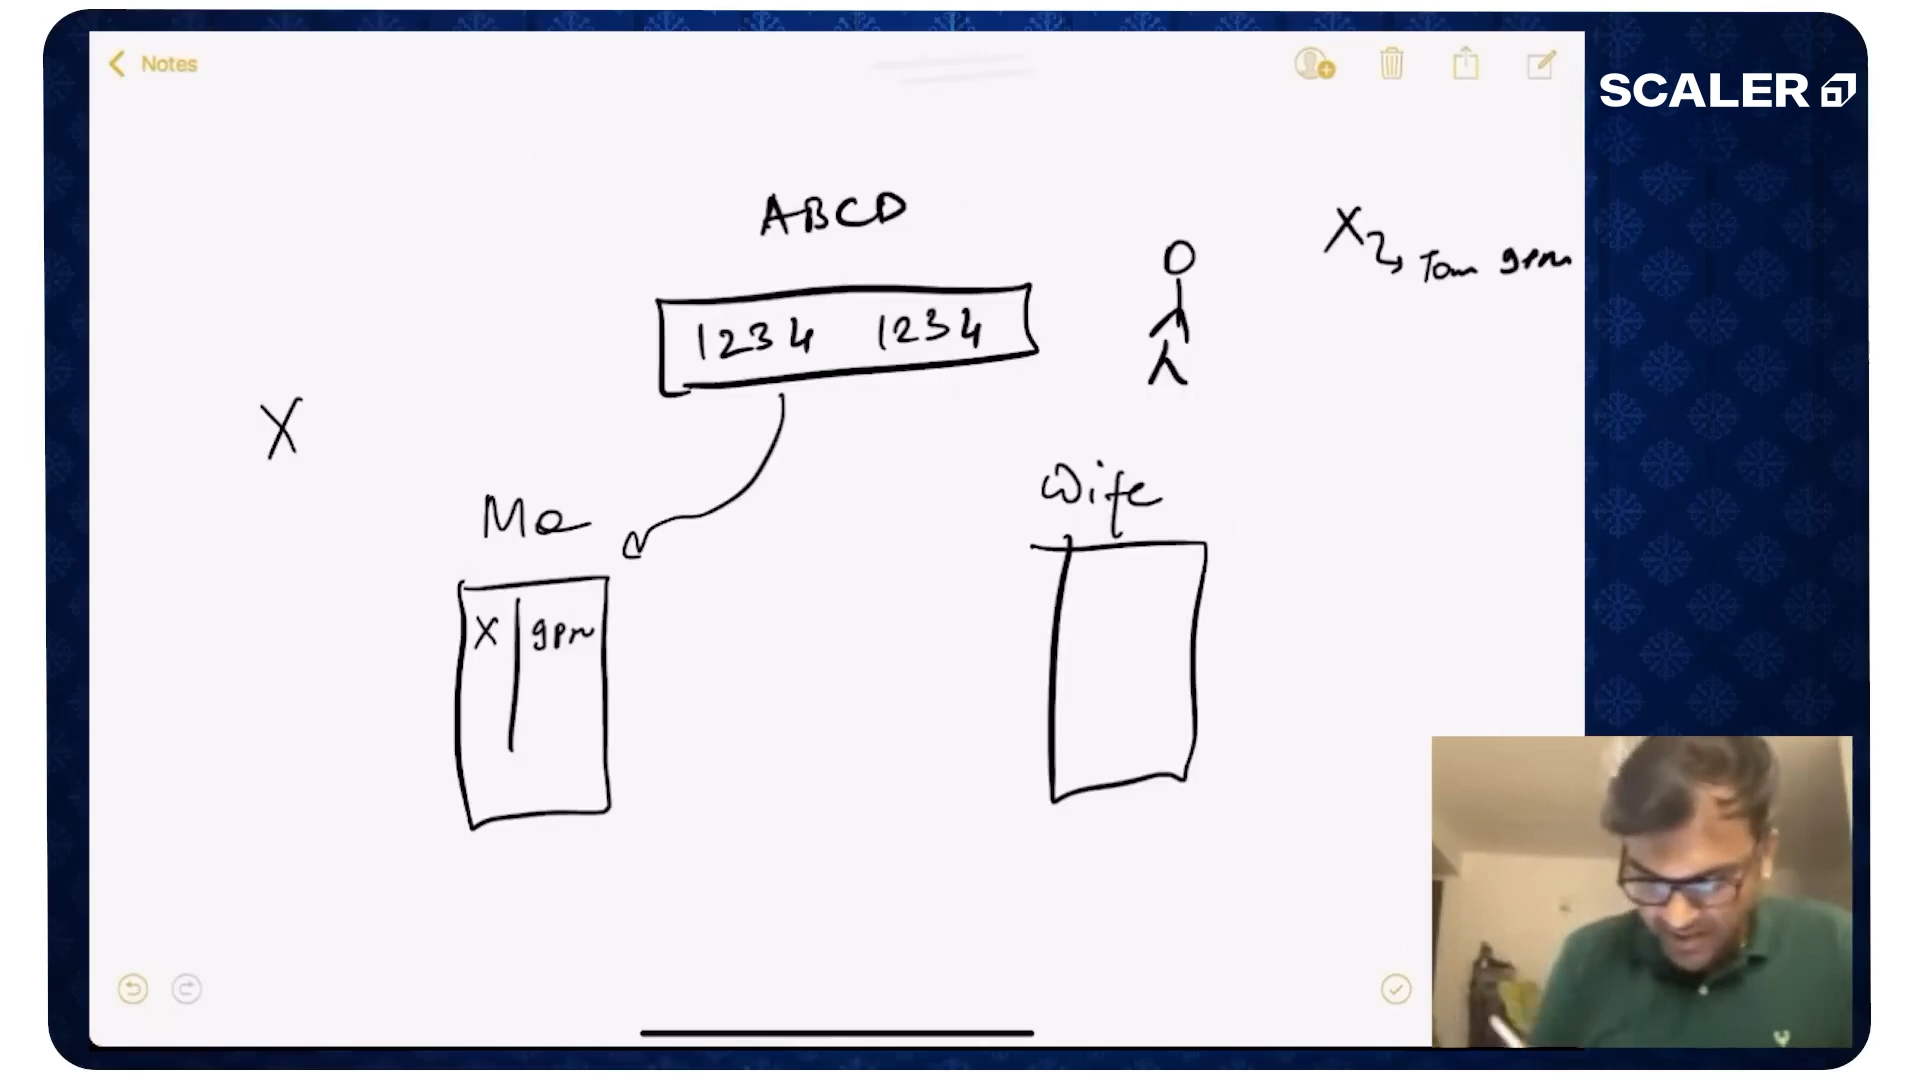 Notes
SCALER
ABCD
X Tom 9pm
1234 1234
X
Me
Wife
X 9pm